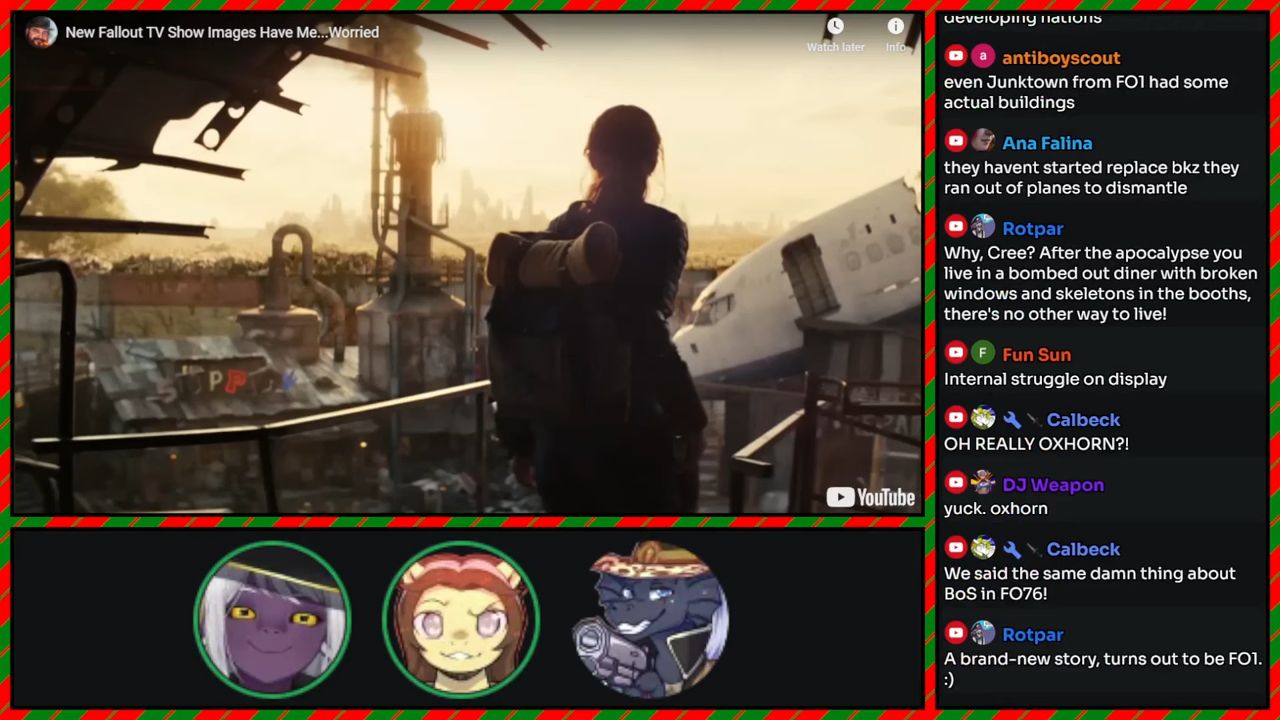 New Fallout TV Show Images Have Me...Worried
Watch later
Info
YouTube
developing nations
a antiboyscout
even Junktown from FO1 had some
actual buildings
Ana Falina
they havent started replace bkz they
ran out of planes to dismantle
Rotpar
Why, Cree? After the apocalypse you
live in a bombed out diner with broken
windows and skeletons in the booths,
there's no other way to live!
F Fun Sun
Internal struggle on display
Calbeck
OH REALLY OXHORN?!
DJ Weapon
yuck. oxhorn
Calbeck
We said the same damn thing about
BoS in FO76!
Rotpar
A brand-new story, turns out to be FO1.
:)